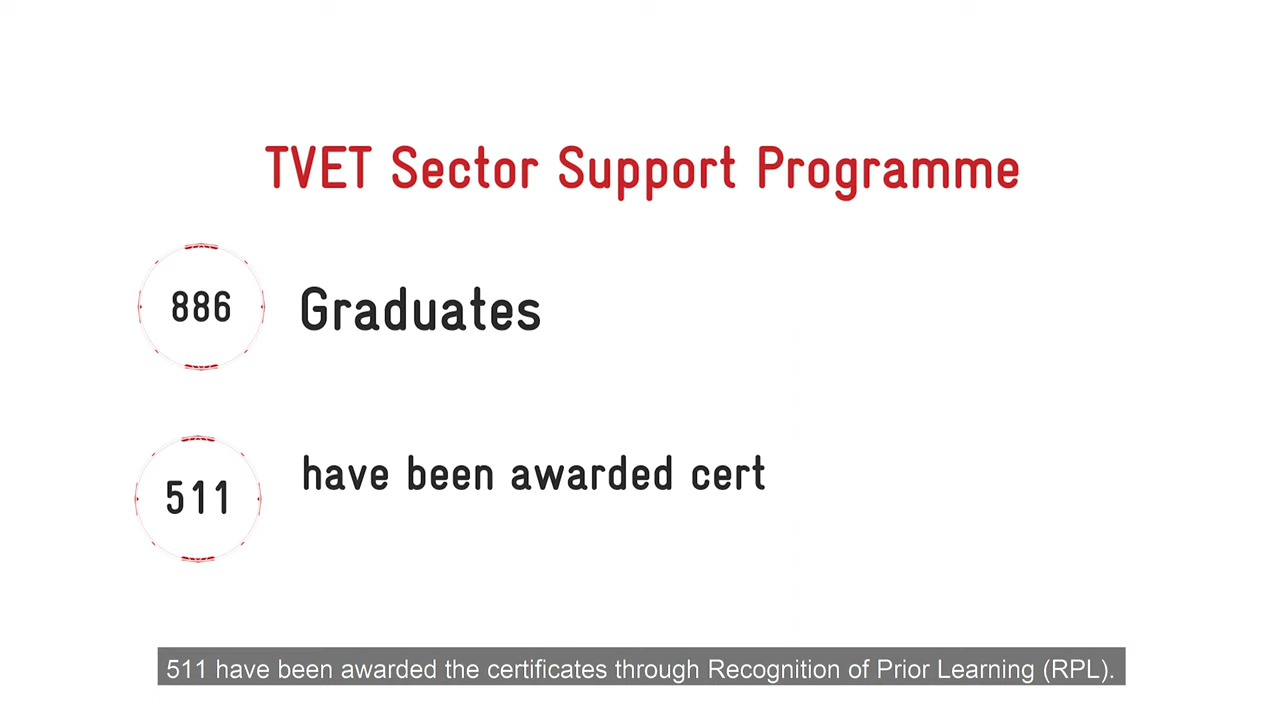 TVET Sector Support Programme
886
Graduates
511
have been awarded cert
511 have been awarded the certificates through Recognition of Prior Learning (RPL).